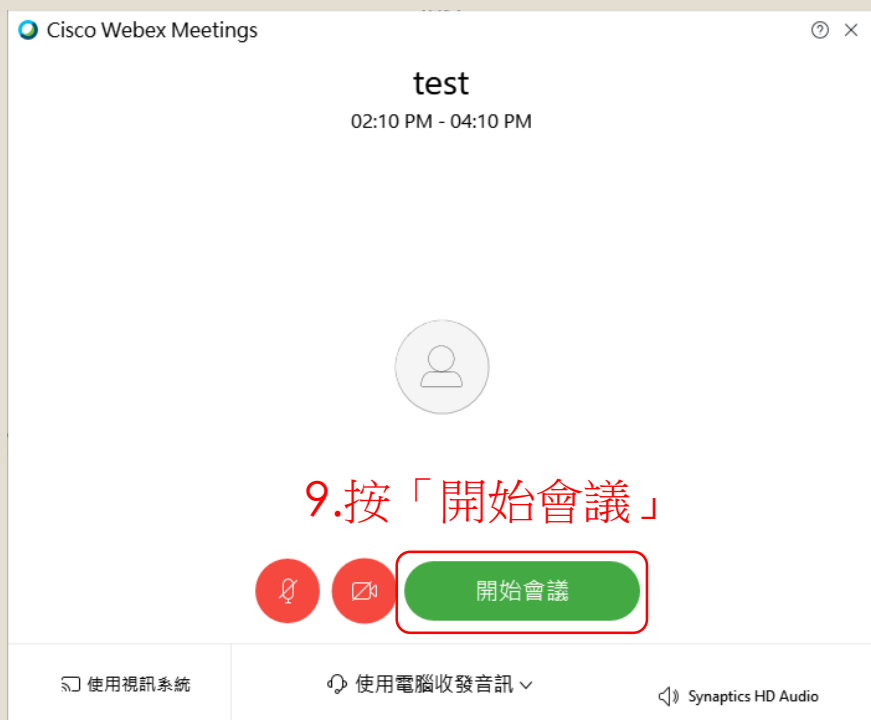 Cisco Webex Meetings
test
02:10 PM - 04:10 PM
9.按「開始會議」
開始會議
使用視訊系統
使用電腦收發音訊
Synaptics HD Audio